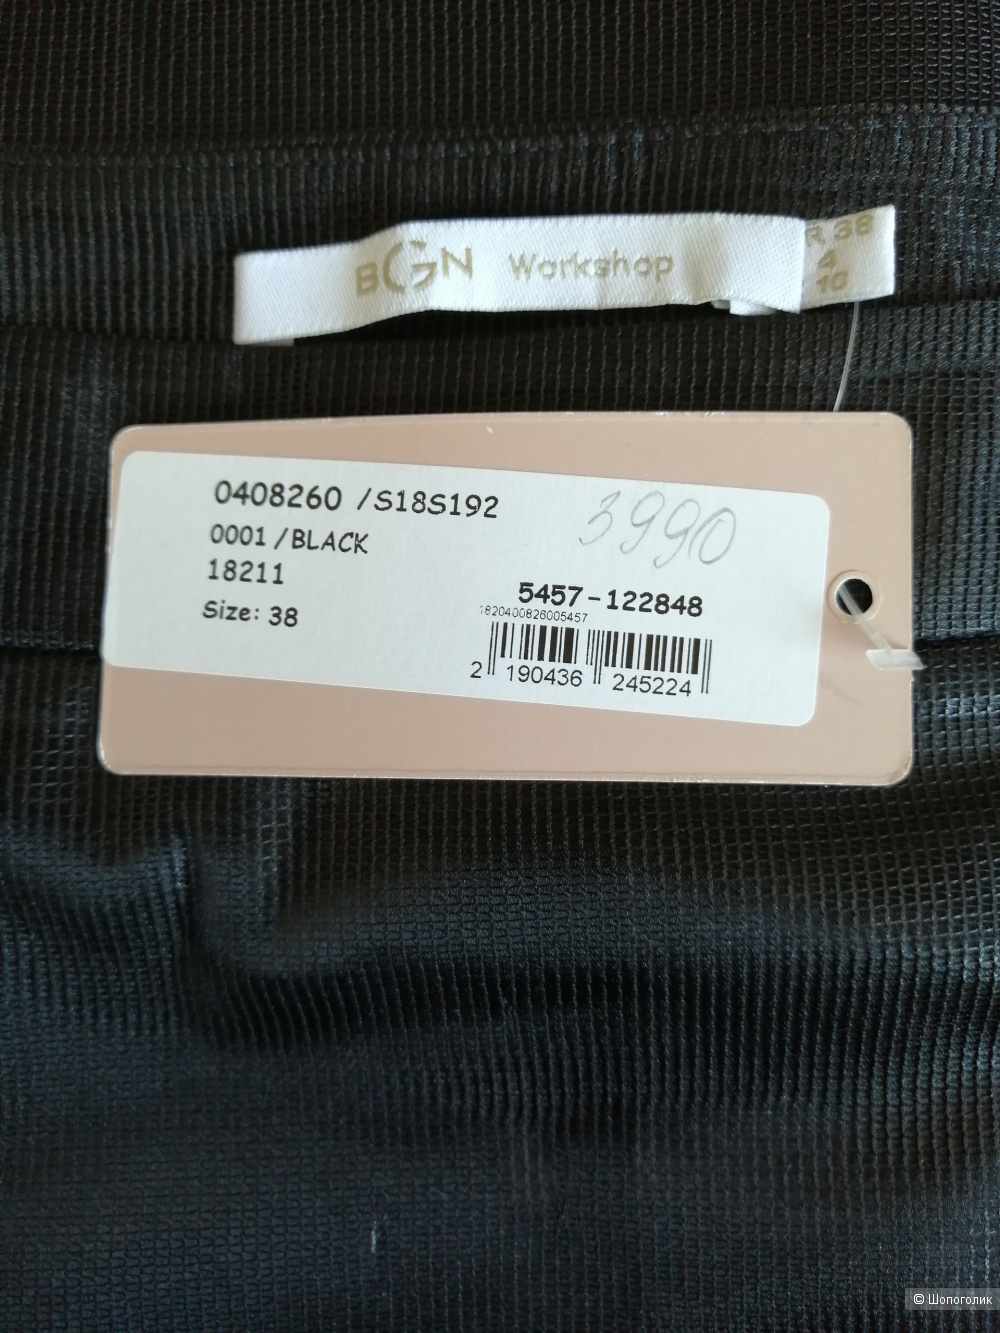 BGN Workshop
R 38
4
10
0408260 /S18S192
3990
0001 /BLACK
18211
Size: 38
5457-122848
1820400826005457
2 190436 245224
© Шопоголик